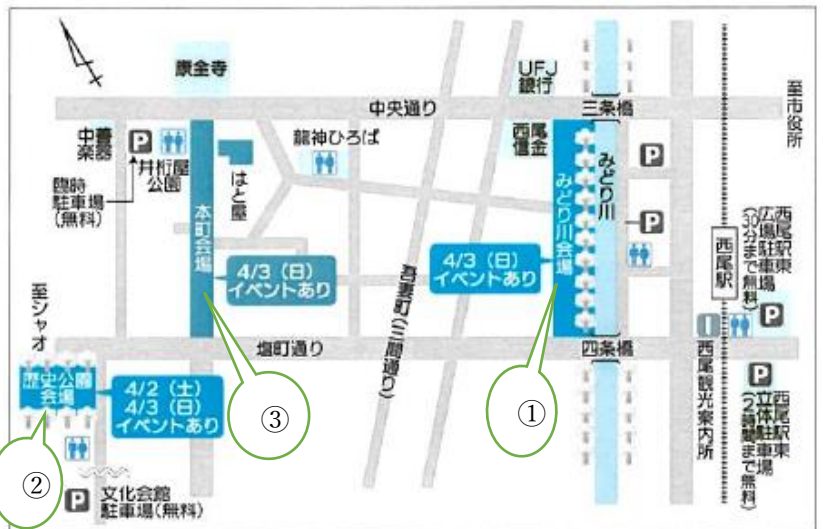 康全寺
UFJ
銀行
中央通り
三条橋
至市役所
中善
楽器
P
井桁屋
公園
臨時
駐車場
(無料)
はと屋
龍神ひろば
西尾
信金
みどり川
P
P
本町会場
4/3(日)
イベントあり
みどり川会場
4/3(日)
イベントあり
吾妻町(三間通り)
西尾駅
西尾駅東
広場駐車場
(30分まで無料)
P
至シャオ
塩町通り
四条橋
i
西尾観光案内所
P
西尾駅東
立体駐車場
(2時間まで無料)
歴史公園
会場
4/2(土)
4/3(日)
イベントあり
③
①
②
P
文化会館
駐車場(無料)